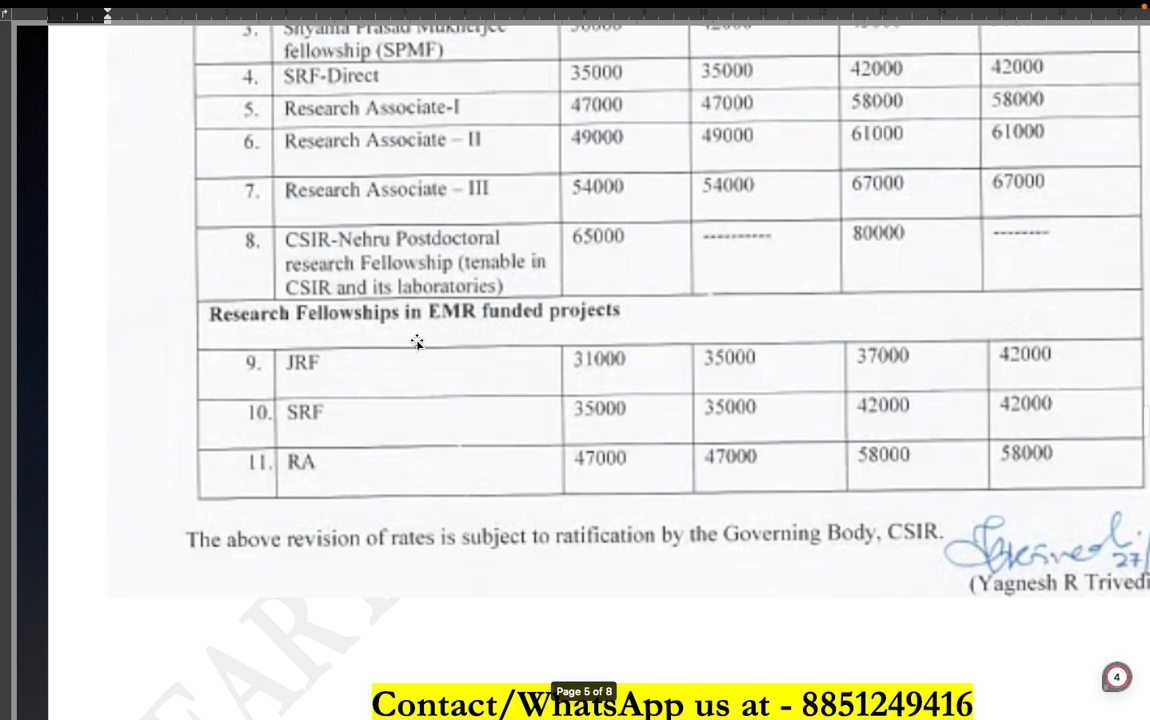 3. Shyama Prasad Mukherjee
fellowship (SPMF)
4. SRF-Direct 35000 35000 42000 42000
5. Research Associate-I 47000 47000 58000 58000
6. Research Associate – II 49000 49000 61000 61000
7. Research Associate – III 54000 54000 67000 67000
8. CSIR-Nehru Postdoctoral 65000 ---------- 80000 --------
research Fellowship (tenable in
CSIR and its laboratories)
Research Fellowships in EMR funded projects
9. JRF 31000 35000 37000 42000
10. SRF 35000 35000 42000 42000
11. RA 47000 47000 58000 58000
The above revision of rates is subject to ratification by the Governing Body, CSIR.
27/
(Yagnesh R Trivedi
4
Page 5 of 8
Contact/WhatsApp us at - 8851249416